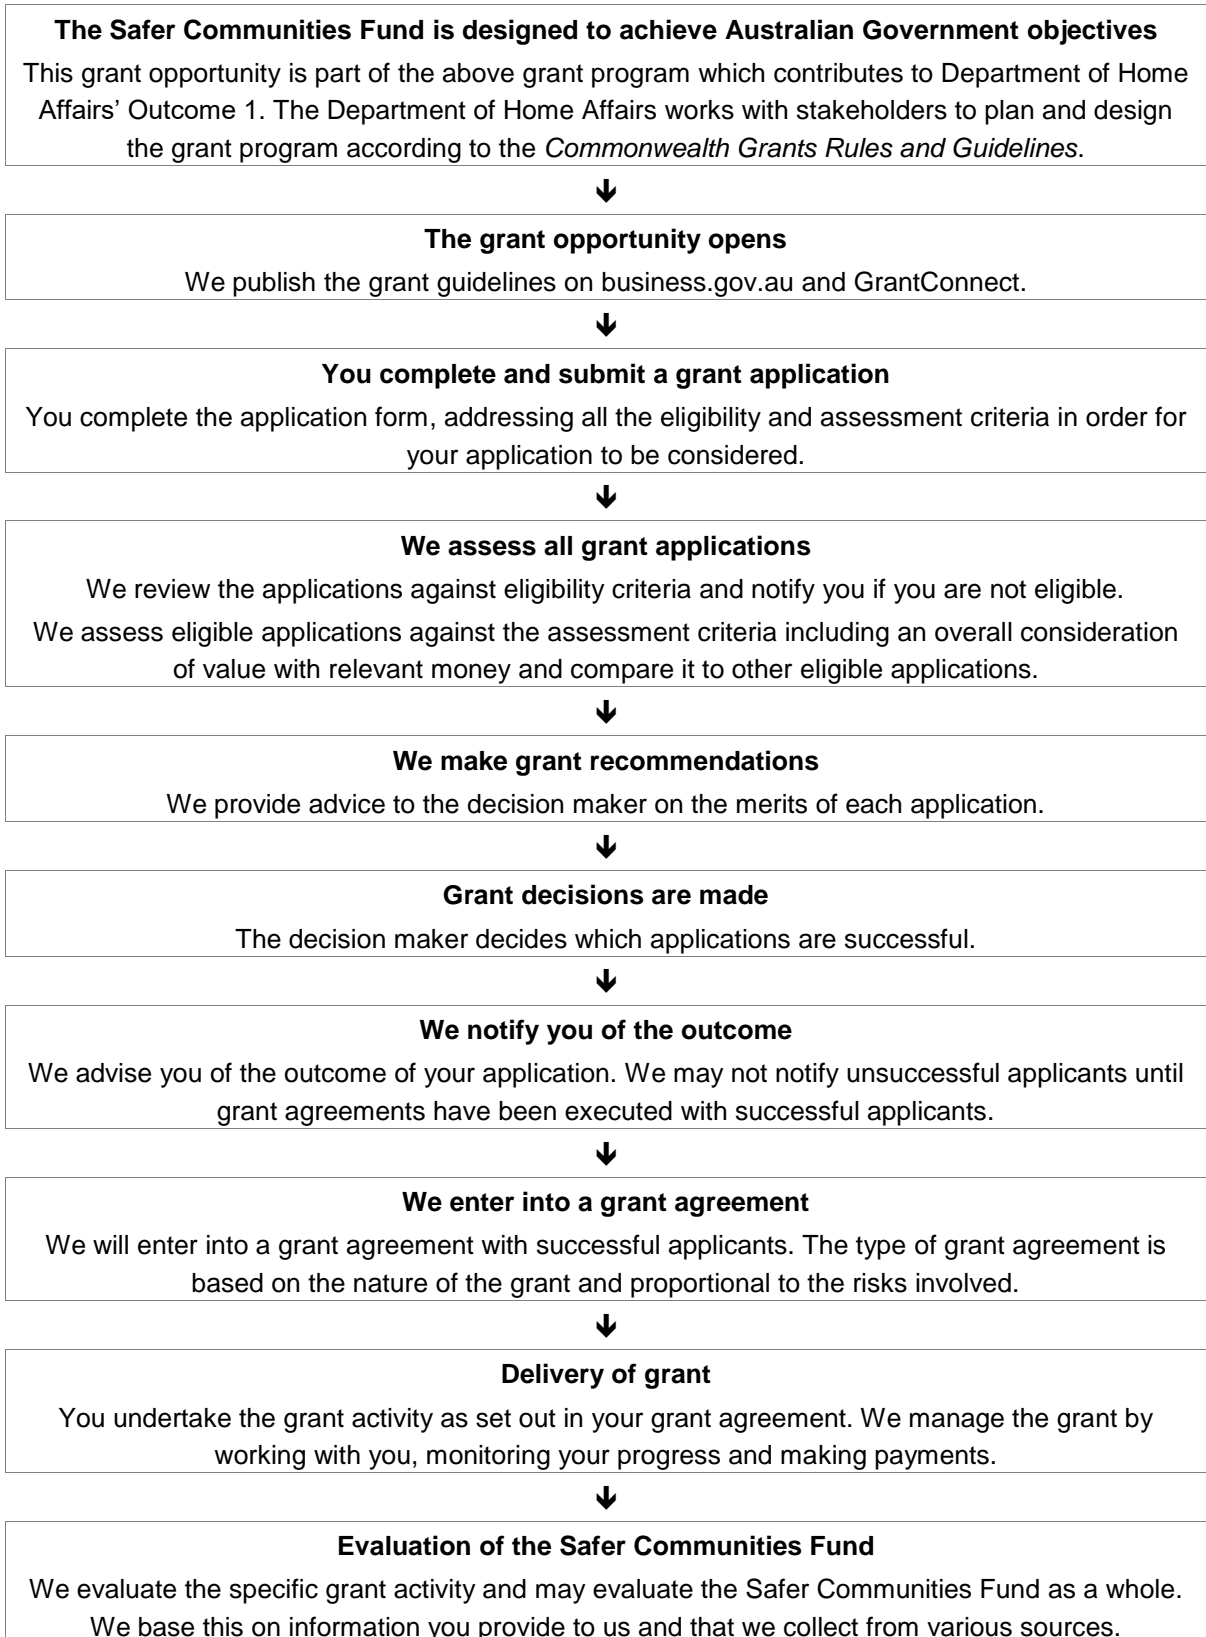 The Safer Communities Fund is designed to achieve Australian Government objectives
This grant opportunity is part of the above grant program which contributes to Department of Home
Affairs’ Outcome 1. The Department of Home Affairs works with stakeholders to plan and design
the grant program according to the Commonwealth Grants Rules and Guidelines.
The grant opportunity opens
We publish the grant guidelines on business.gov.au and GrantConnect.
You complete and submit a grant application
You complete the application form, addressing all the eligibility and assessment criteria in order for
your application to be considered.
We assess all grant applications
We review the applications against eligibility criteria and notify you if you are not eligible.
We assess eligible applications against the assessment criteria including an overall consideration
of value with relevant money and compare it to other eligible applications.
We make grant recommendations
We provide advice to the decision maker on the merits of each application.
Grant decisions are made
The decision maker decides which applications are successful.
We notify you of the outcome
We advise you of the outcome of your application. We may not notify unsuccessful applicants until
grant agreements have been executed with successful applicants.
We enter into a grant agreement
We will enter into a grant agreement with successful applicants. The type of grant agreement is
based on the nature of the grant and proportional to the risks involved.
Delivery of grant
You undertake the grant activity as set out in your grant agreement. We manage the grant by
working with you, monitoring your progress and making payments.
Evaluation of the Safer Communities Fund
We evaluate the specific grant activity and may evaluate the Safer Communities Fund as a whole.
We base this on information you provide to us and that we collect from various sources.